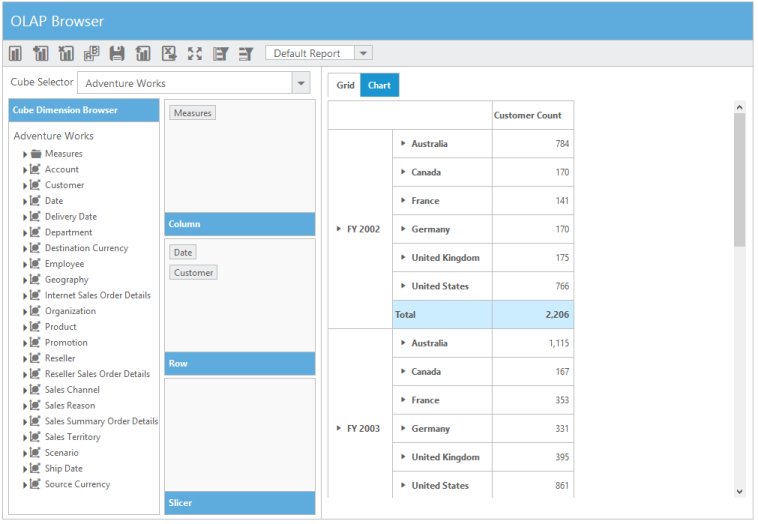 OLAP Browser
Default Report
Cube Selector Adventure Works
Cube Dimension Browser
Adventure Works
Measures
Account
Customer
Date
Delivery Date
Department
Destination Currency
Employee
Geography
Internet Sales Order Details
Organization
Product
Promotion
Reseller
Reseller Sales Order Details
Sales Channel
Sales Reason
Sales Summary Order Details
Sales Territory
Scenario
Ship Date
Source Currency
Measures
Column
Date
Customer
Row
Slicer
Grid Chart
Customer Count
FY 2002
Australia 784
Canada 170
France 141
Germany 170
United Kingdom 175
United States 766
Total 2,206
FY 2003
Australia 1,115
Canada 167
France 353
Germany 331
United Kingdom 395
United States 861